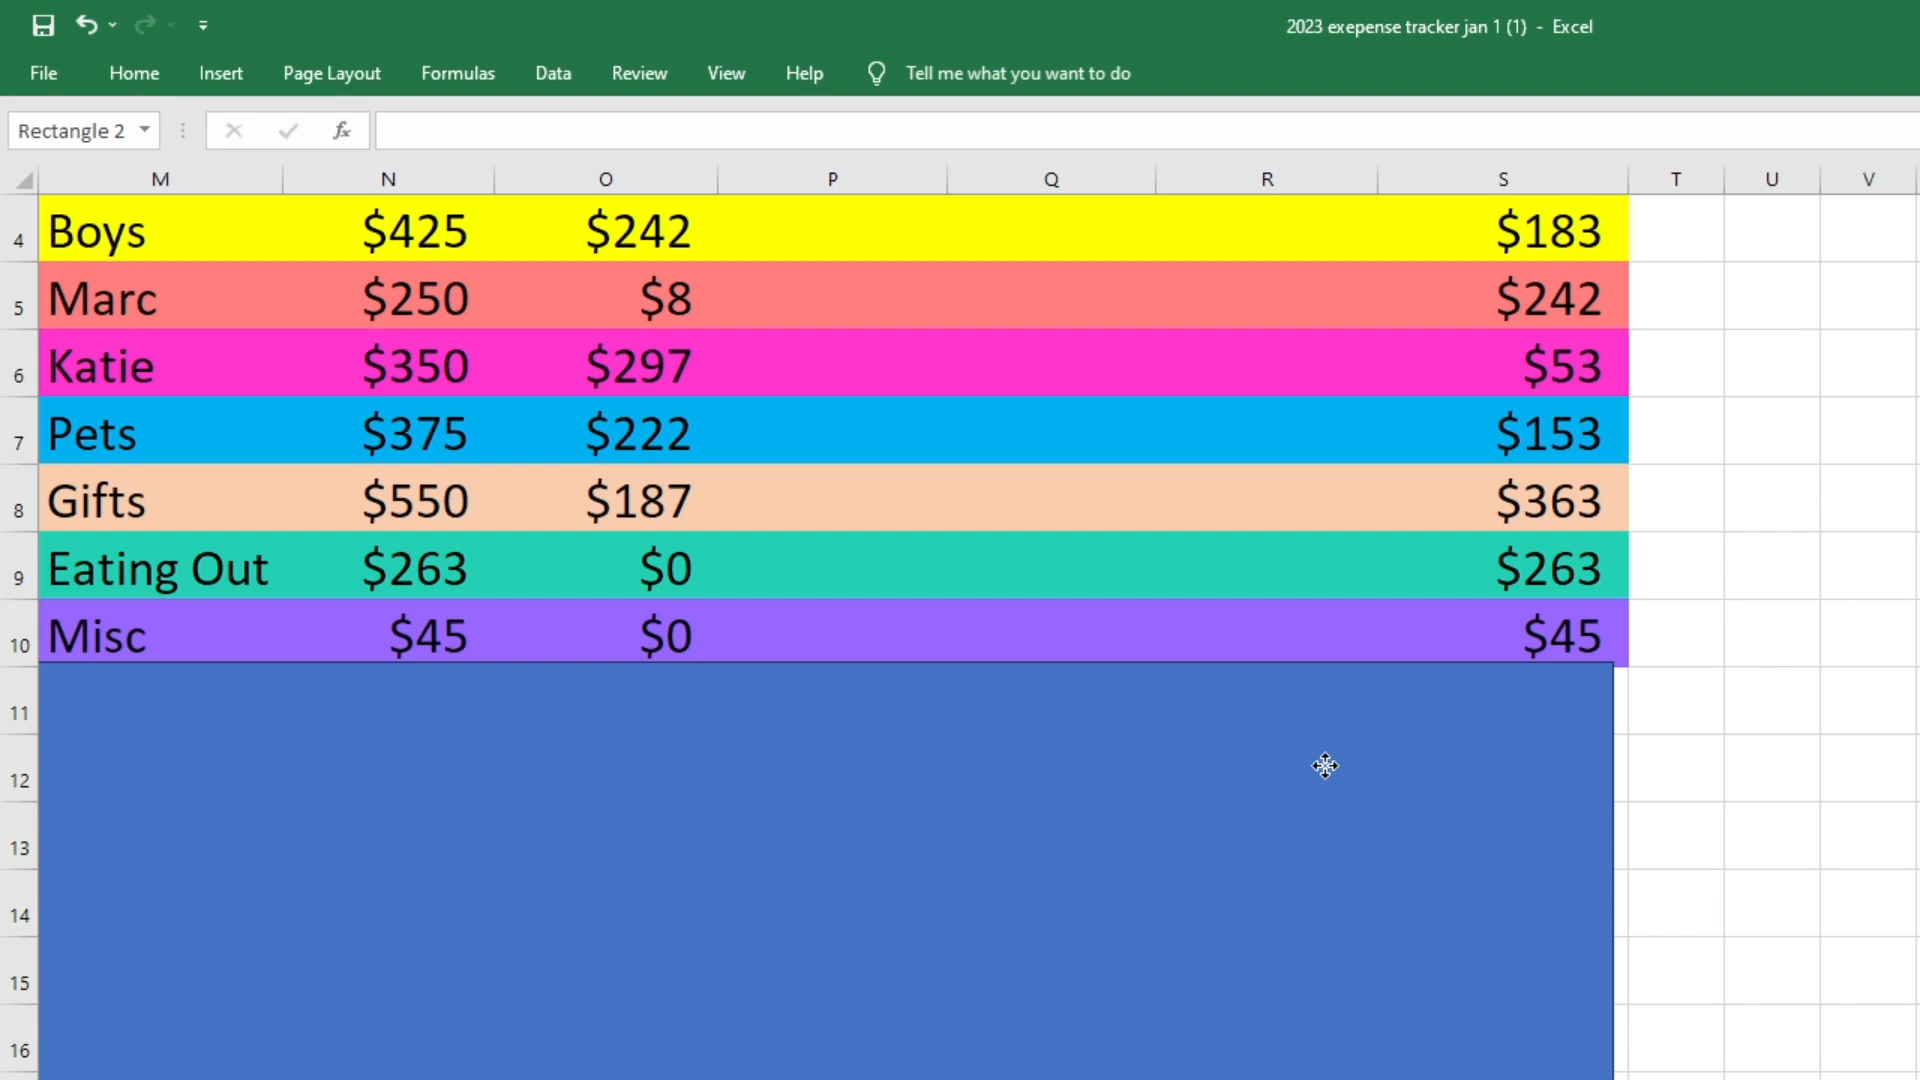 2023 exepense tracker jan 1 (1) - Excel
File Home Insert Page Layout Formulas Data Review View Help Tell me what you want to do
Rectangle 2 fx
M N O P Q R S T U V
4 Boys $425 $242 $183
5 Marc $250 $8 $242
6 Katie $350 $297 $53
7 Pets $375 $222 $153
8 Gifts $550 $187 $363
9 Eating Out $263 $0 $263
10 Misc $45 $0 $45
11
12
13
14
15
16